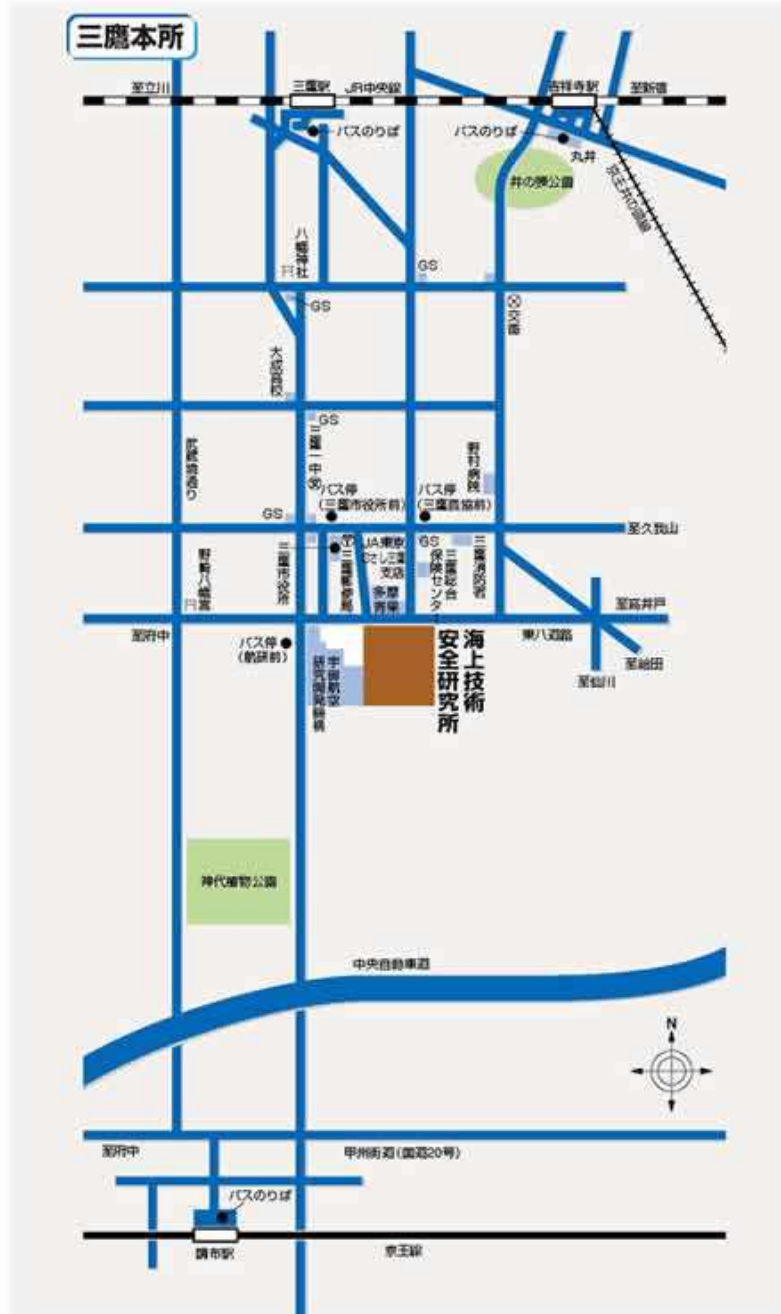 三鷹本所
至立川
三鷹駅
JR中央線
吉祥寺駅
至新宿
バスのりば
バスのりば
丸井
井の頭公園
京王井の頭線
八幡神社
GS
GS
交番
大成高校
GS
三鷹一中
武蔵境通り
野村病院
バス停
(三鷹市役所前)
バス停
(三鷹農協前)
GS
至久我山
野崎八幡宮
三鷹市役所
三鷹郵便局
JA東京
むさし三鷹
支店
多摩
青果
GS
三鷹総合
保険センター
三鷹消防署
至高井戸
至府中
東八道路
バス停
(航研前)
至給田
至仙川
宇宙航空
研究開発機構
海上技術
安全研究所
神代植物公園
中央自動車道
N
至府中
甲州街道(国道20号)
バスのりば
調布駅
京王線